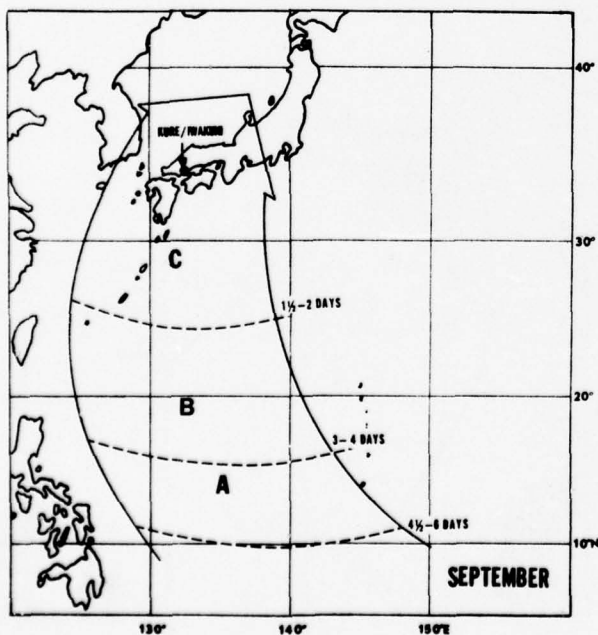 40°
KURE/IWAKUNI
30°
C
1½-2 DAYS
20°
B
3-4 DAYS
A
4½-6 DAYS
10°N
SEPTEMBER
130°
140°
150°E